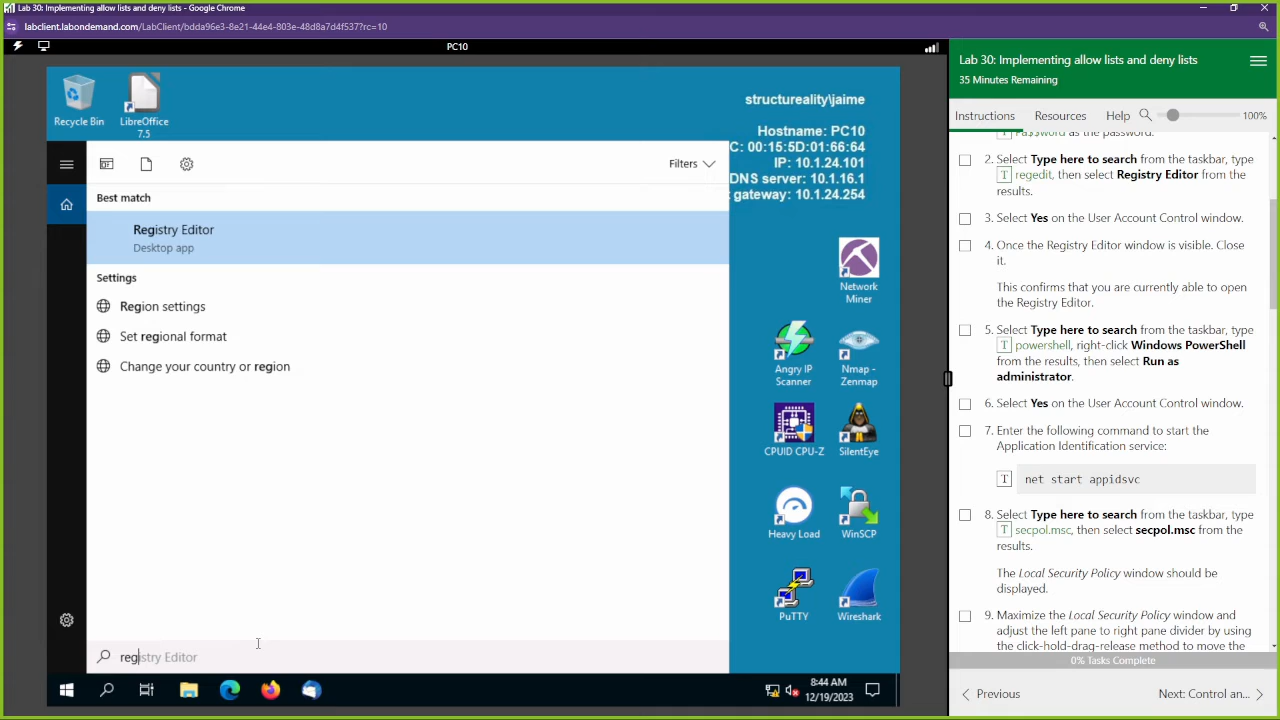 Lab 30: Implementing allow lists and deny lists - Google Chrome
labclient.labondemand.com/LabClient/bdda96e3-8e21-44e4-803e-48d8a7d4f537?rc=10
PC10
Recycle Bin
LibreOffice
7.5
structureality\jaime
Hostname: PC10
C: 00:15:5D:01:66:64
IP: 10.1.24.101
DNS server: 10.1.16.1
gateway: 10.1.24.254
Filters
Best match
Registry Editor
Desktop app
Settings
Region settings
Set regional format
Change your country or region
registry Editor
Network
Miner
Angry IP
Scanner
Nmap -
Zenmap
CPUID CPU-Z
SilentEye
Heavy Load
WinSCP
PuTTY
Wireshark
8:44 AM
12/19/2023
Lab 30: Implementing allow lists and deny lists
35 Minutes Remaining
Instructions
Resources
Help
100%
T Pa$$word as the password.
2. Select Type here to search from the taskbar, type
T regedit, then select Registry Editor from the
results.
3. Select Yes on the User Account Control window.
4. Once the Registry Editor window is visible. Close
it.
This confirms that you are currently able to open
the Registry Editor.
5. Select Type here to search from the taskbar, type
T powershell, right-click Windows PowerShell
from the results, then select Run as
administrator.
6. Select Yes on the User Account Control window.
7. Enter the following command to start the
Application Identification service:
T net start appidsvc
8. Select Type here to search from the taskbar, type
T secpol.msc, then select secpol.msc from the
results.
The Local Security Policy window should be
displayed.
9. Maximize the Local Security Policy window and
adjust the left pane to right pane divider by using
the click-hold-drag-release method to move the
0% Tasks Complete
Previous
Next: Control an...